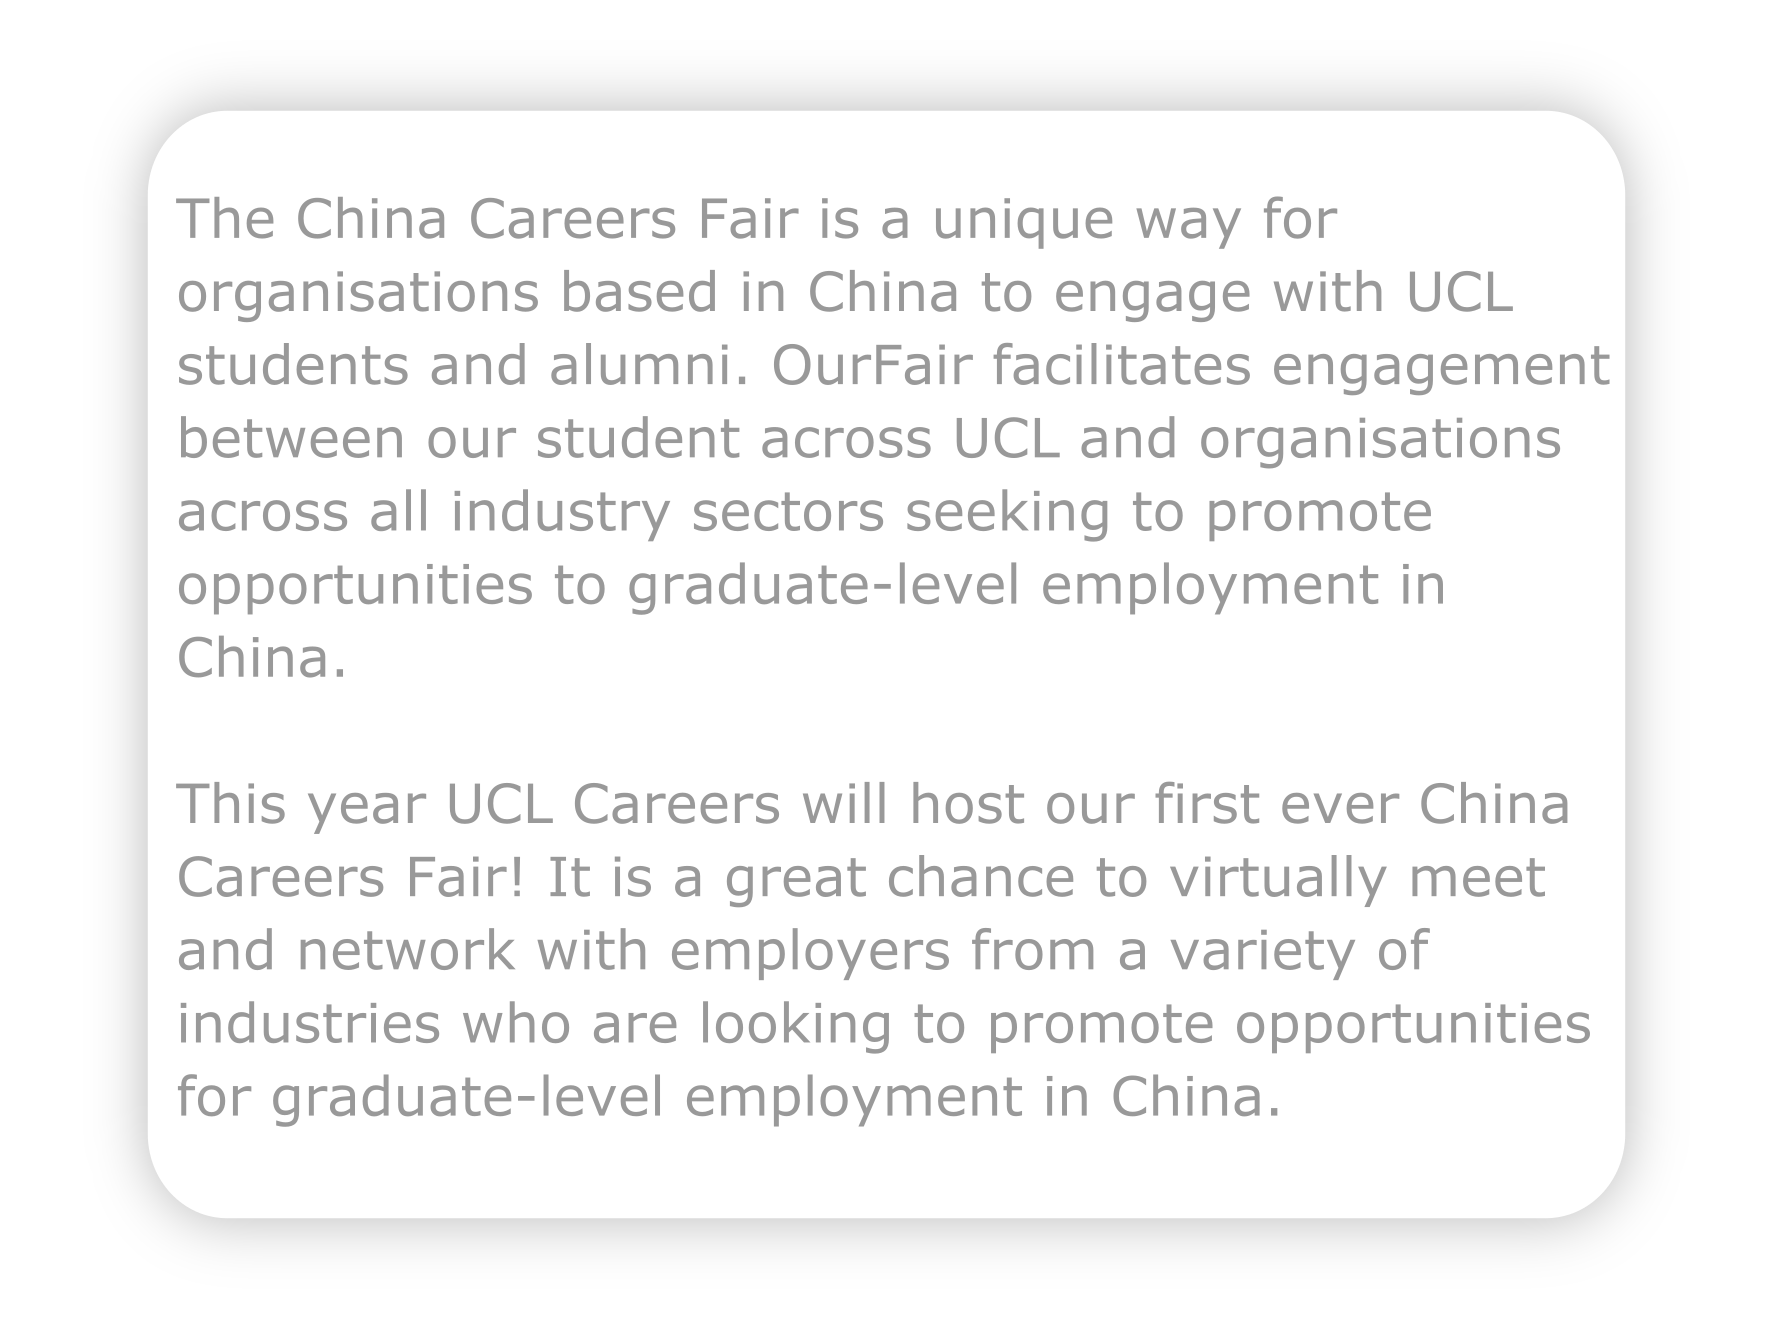 The China Careers Fair is a unique way for
organisations based in China to engage with UCL
students and alumni. OurFair facilitates engagement
between our student across UCL and organisations
across all industry sectors seeking to promote
opportunities to graduate-level employment in
China.
This year UCL Careers will host our first ever China
Careers Fair! It is a great chance to virtually meet
and network with employers from a variety of
industries who are looking to promote opportunities
for graduate-level employment in China.